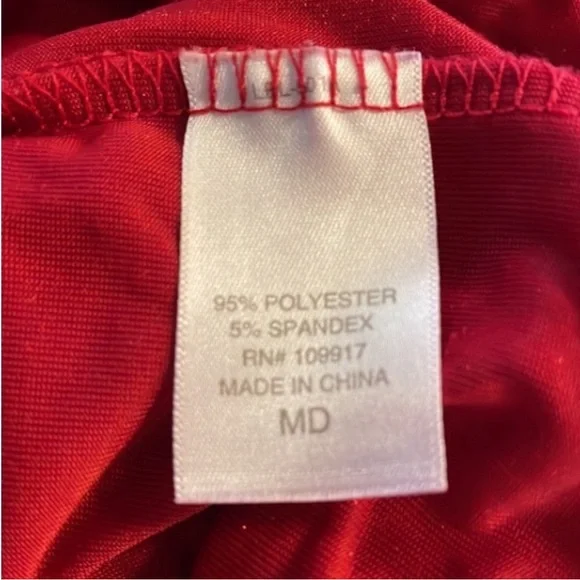 95% POLYESTER
5% SPANDEX
RN# 109917
MADE IN CHINA
MD